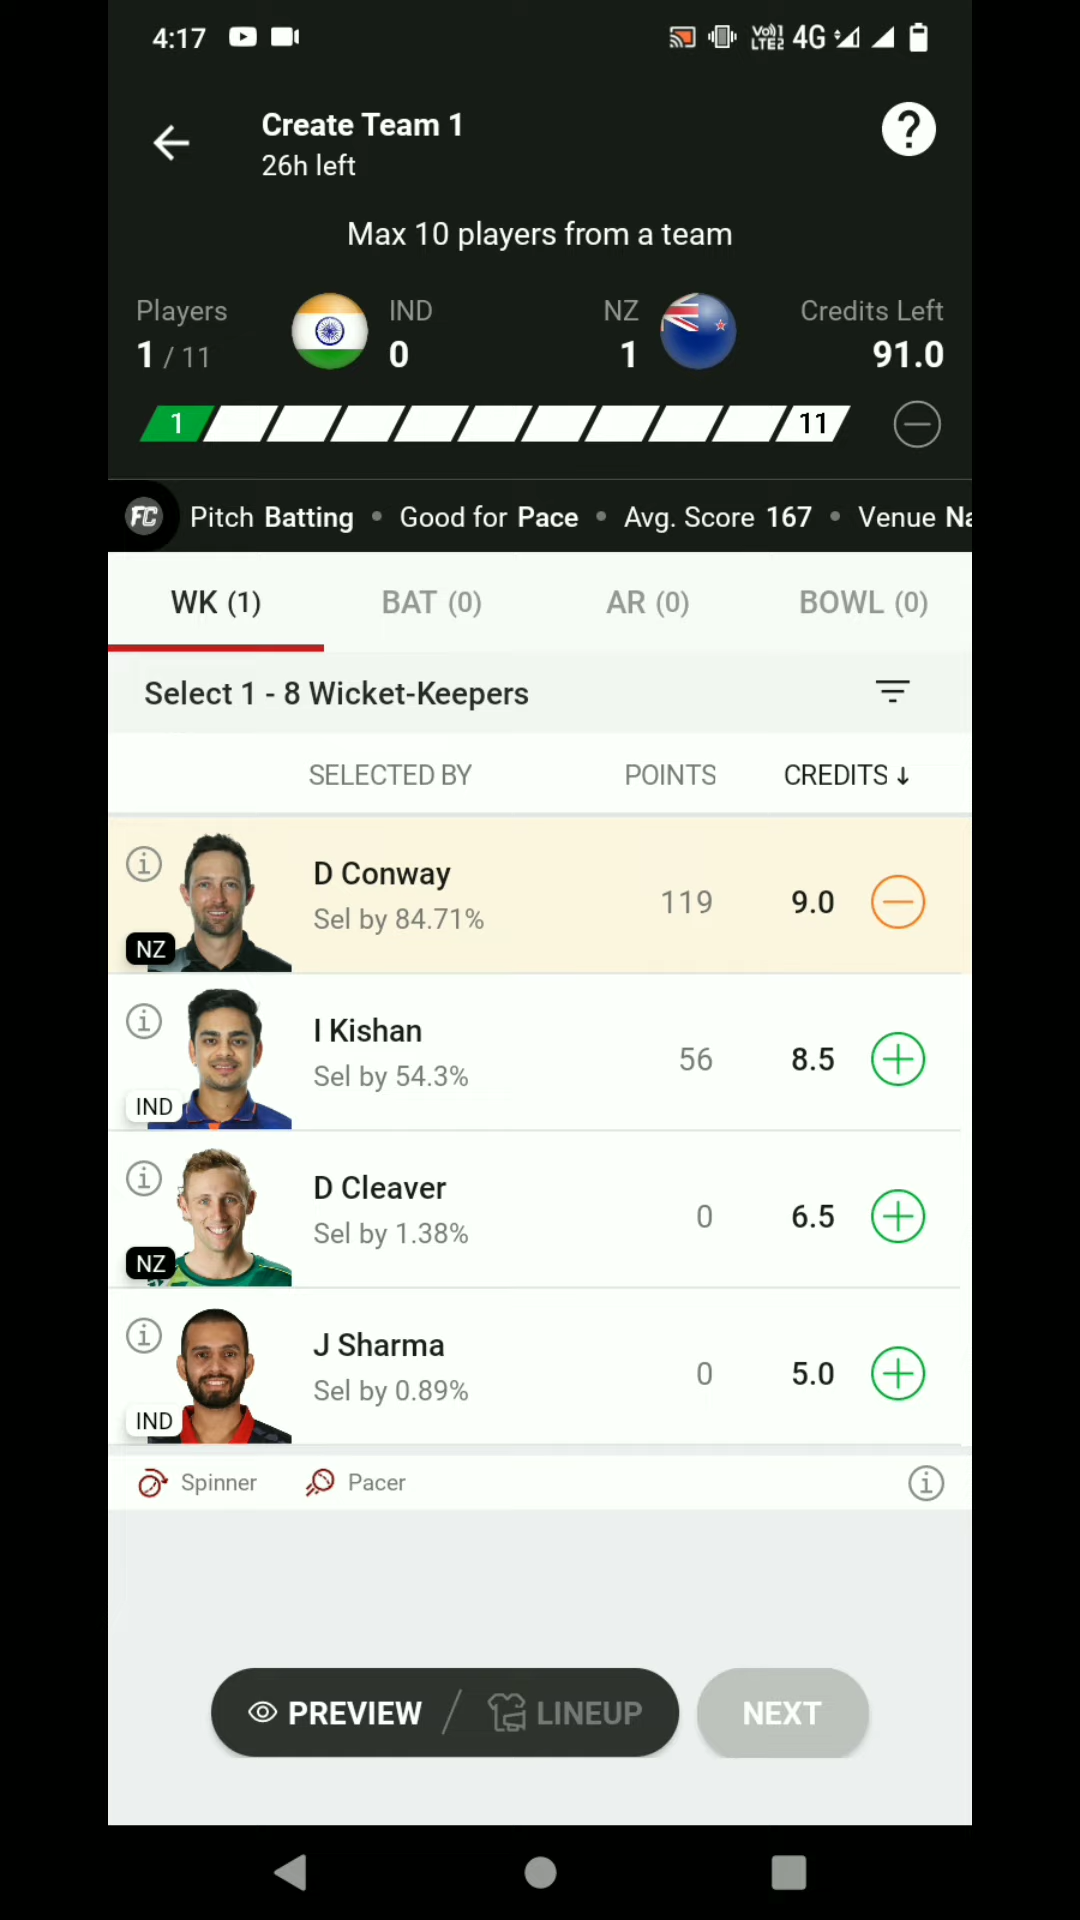 4:17 Vo)) 1 LTE2 4G
Create Team 1
26h left
?
Max 10 players from a team
Players IND NZ Credits Left
1 / 11 0 1 91.0
1 11
FC Pitch Batting • Good for Pace • Avg. Score 167 • Venue Na
WK (1) BAT (0) AR (0) BOWL (0)
Select 1 - 8 Wicket-Keepers
SELECTED BY POINTS CREDITS ↓
D Conway
Sel by 84.71% 119 9.0
NZ
I Kishan
Sel by 54.3% 56 8.5
IND
D Cleaver
Sel by 1.38% 0 6.5
NZ
J Sharma
Sel by 0.89% 0 5.0
IND
Spinner Pacer
PREVIEW / LINEUP NEXT